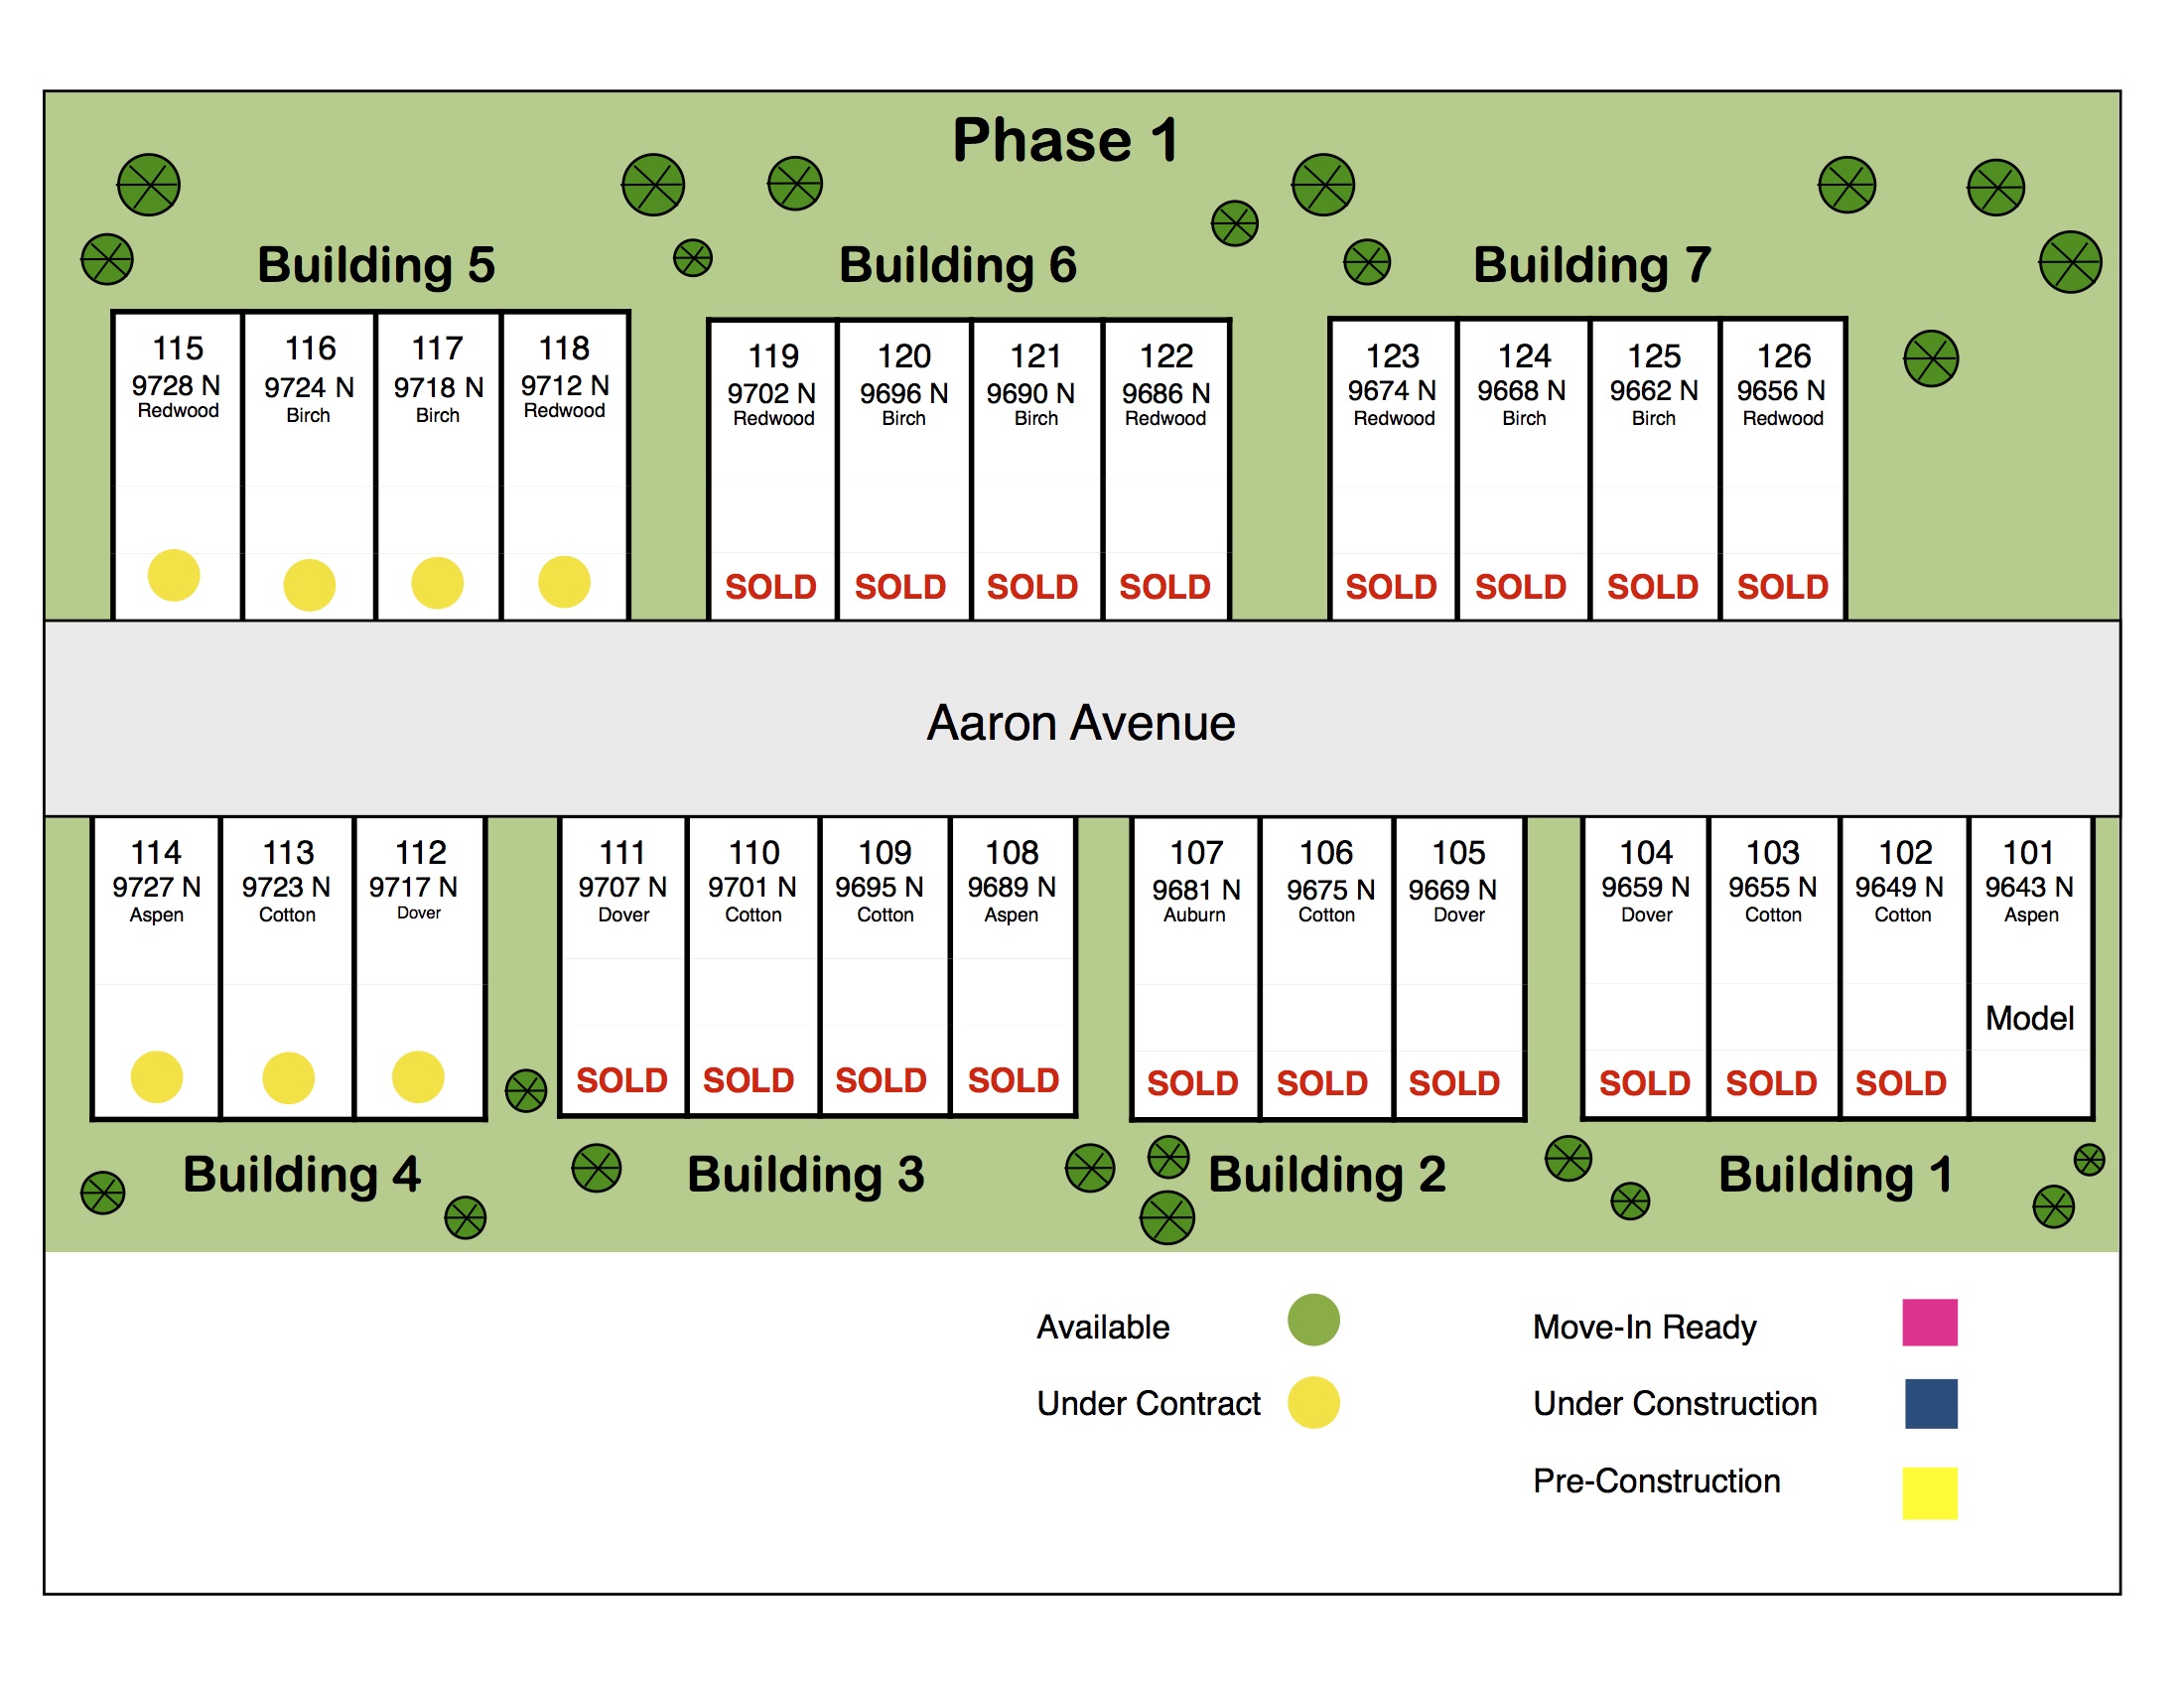 Phase 1
Building 5
Building 6
Building 7
115
9728 N
Redwood
116
9724 N
Birch
117
9718 N
Birch
118
9712 N
Redwood
119
9702 N
Redwood
SOLD
120
9696 N
Birch
SOLD
121
9690 N
Birch
SOLD
122
9686 N
Redwood
SOLD
123
9674 N
Redwood
SOLD
124
9668 N
Birch
SOLD
125
9662 N
Birch
SOLD
126
9656 N
Redwood
SOLD
Aaron Avenue
114
9727 N
Aspen
113
9723 N
Cotton
112
9717 N
Dover
111
9707 N
Dover
SOLD
110
9701 N
Cotton
SOLD
109
9695 N
Cotton
SOLD
108
9689 N
Aspen
SOLD
107
9681 N
Auburn
SOLD
106
9675 N
Cotton
SOLD
105
9669 N
Dover
SOLD
104
9659 N
Dover
SOLD
103
9655 N
Cotton
SOLD
102
9649 N
Cotton
SOLD
101
9643 N
Aspen
Model
Building 4
Building 3
Building 2
Building 1
Available
Under Contract
Move-In Ready
Under Construction
Pre-Construction